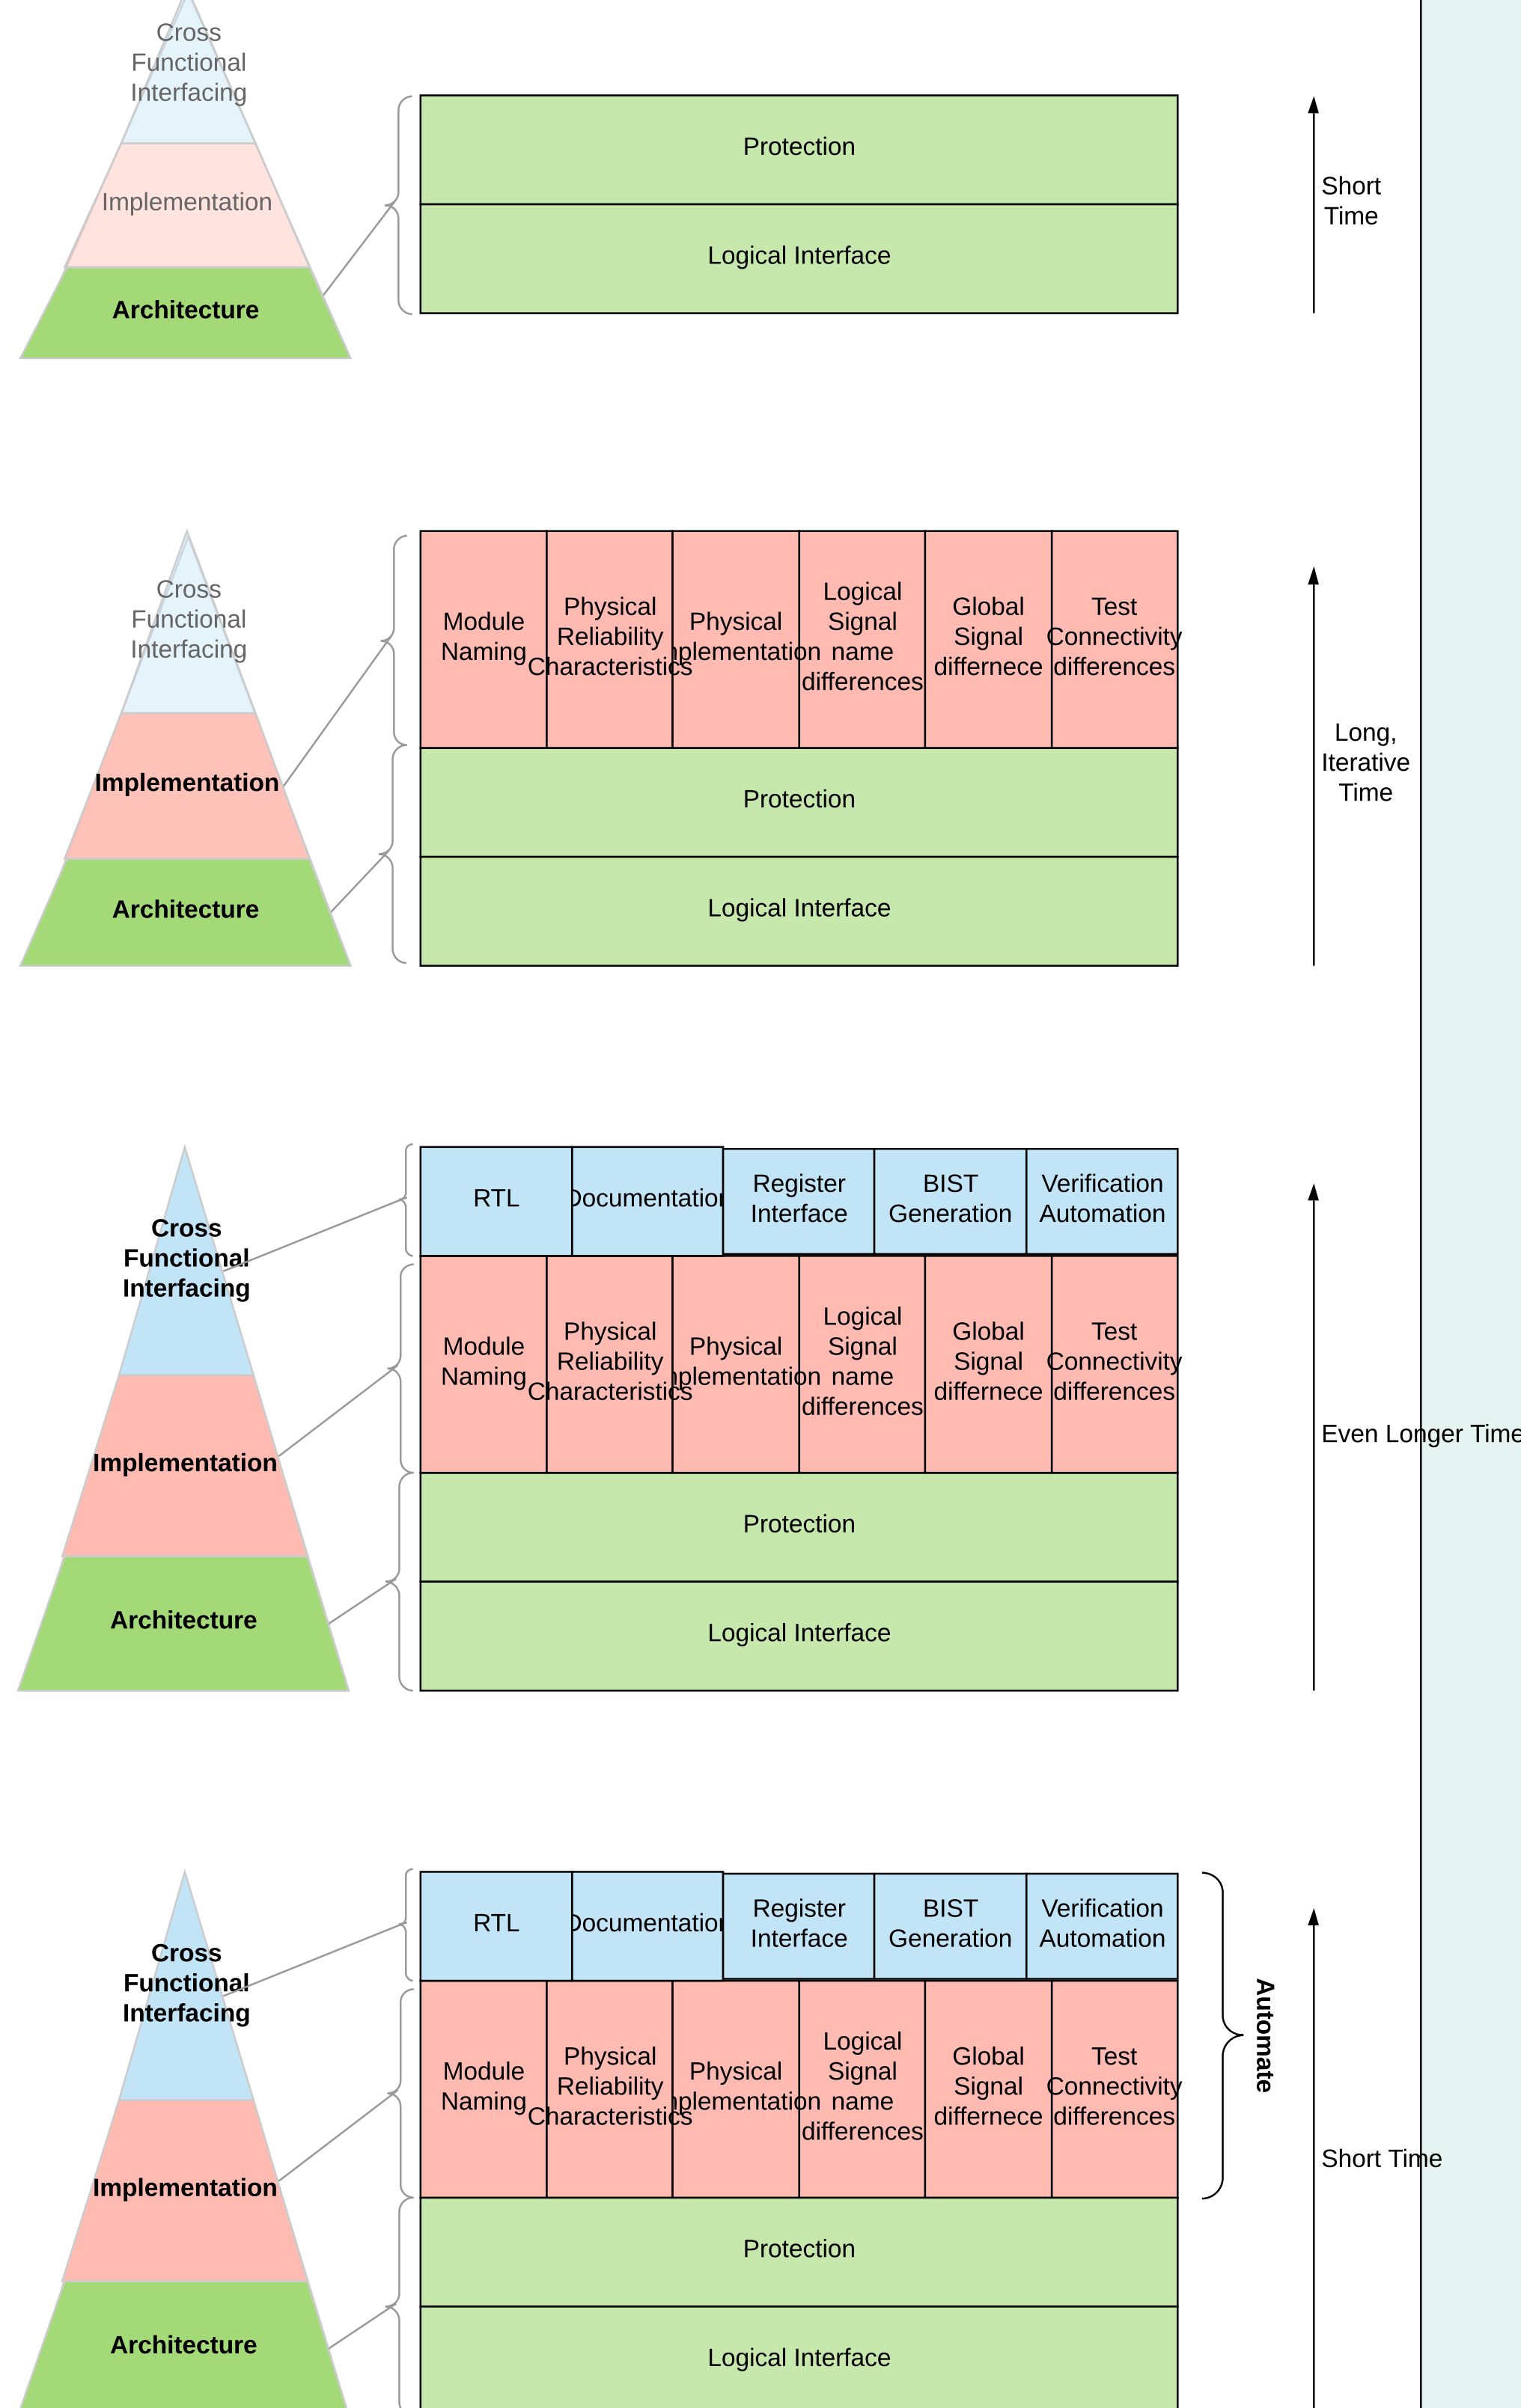 Cross
Functional
Interfacing
Implementation
Architecture
Protection
Logical Interface
Short
Time
Cross
Functional
Interfacing
Implementation
Architecture
Module
Naming
Physical
Reliability
Characteristics
Physical
plementation
Logical
Signal
name
differences
Global
Signal
differnece
Test
Connectivity
differences
Protection
Logical Interface
Long,
Iterative
Time
Cross
Functional
Interfacing
Implementation
Architecture
RTL
Documentation
Register
Interface
BIST
Generation
Verification
Automation
Module
Naming
Physical
Reliability
Characteristics
Physical
plementation
Logical
Signal
name
differences
Global
Signal
differnece
Test
Connectivity
differences
Protection
Logical Interface
Even Longer Time
Cross
Functional
Interfacing
Implementation
Architecture
RTL
Documentation
Register
Interface
BIST
Generation
Verification
Automation
Module
Naming
Physical
Reliability
Characteristics
Physical
plementation
Logical
Signal
name
differences
Global
Signal
differnece
Test
Connectivity
differences
Protection
Logical Interface
Automate
Short Time